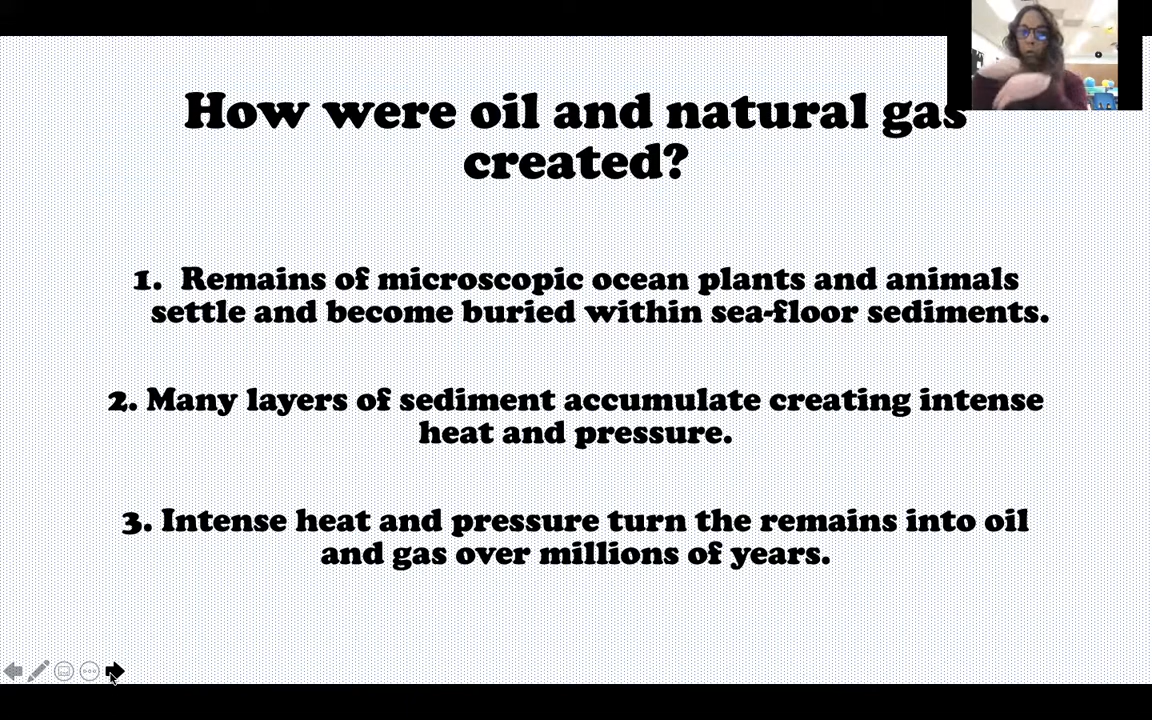 How were oil and natural gas
created?
1. Remains of microscopic ocean plants and animals
settle and become buried within sea-floor sediments.
2. Many layers of sediment accumulate creating intense
heat and pressure.
3. Intense heat and pressure turn the remains into oil
and gas over millions of years.